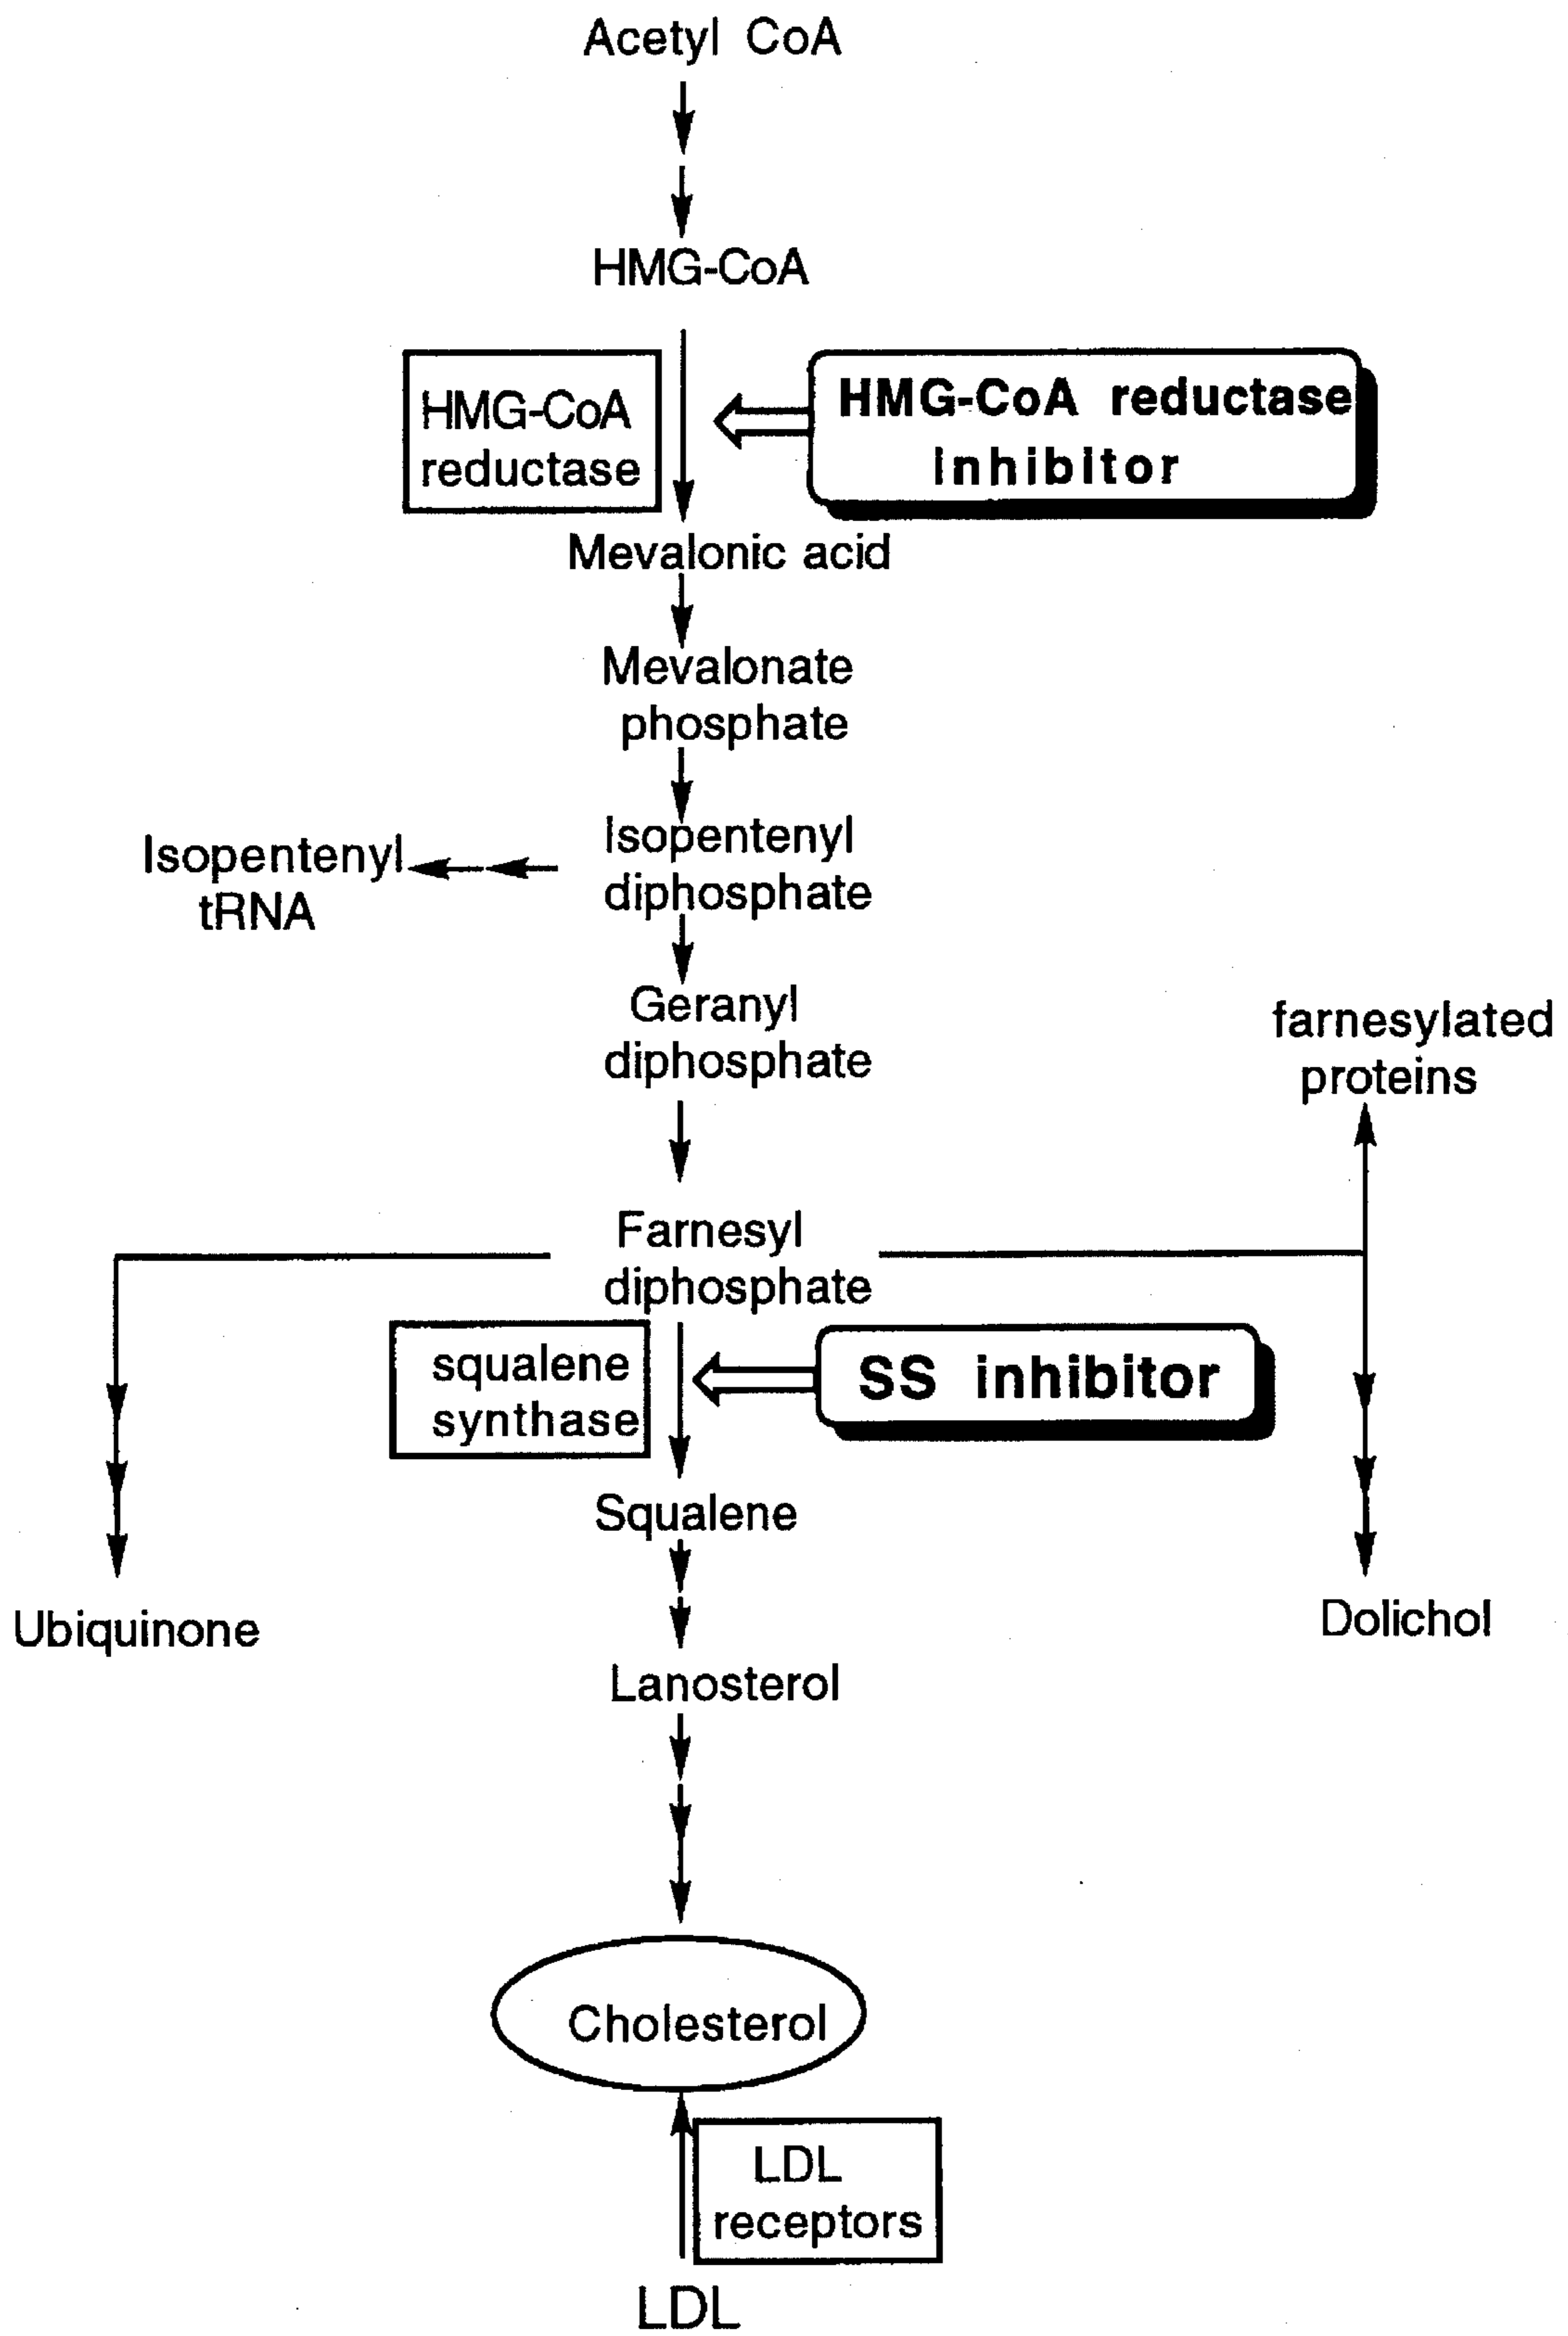 Acetyl CoA
HMG-CoA
HMG-CoA
reductase
HMG-CoA reductase
Inhibitor
Mevalonic acid
Mevalonate
phosphate
Isopentenyl
tRNA
Isopentenyl
diphosphate
Geranyl
diphosphate
farnesylated
proteins
Farnesyl
diphosphate
squalene
synthase
SS inhibitor
Squalene
Ubiquinone
Dolichol
Lanosterol
Cholesterol
LDL
receptors
LDL